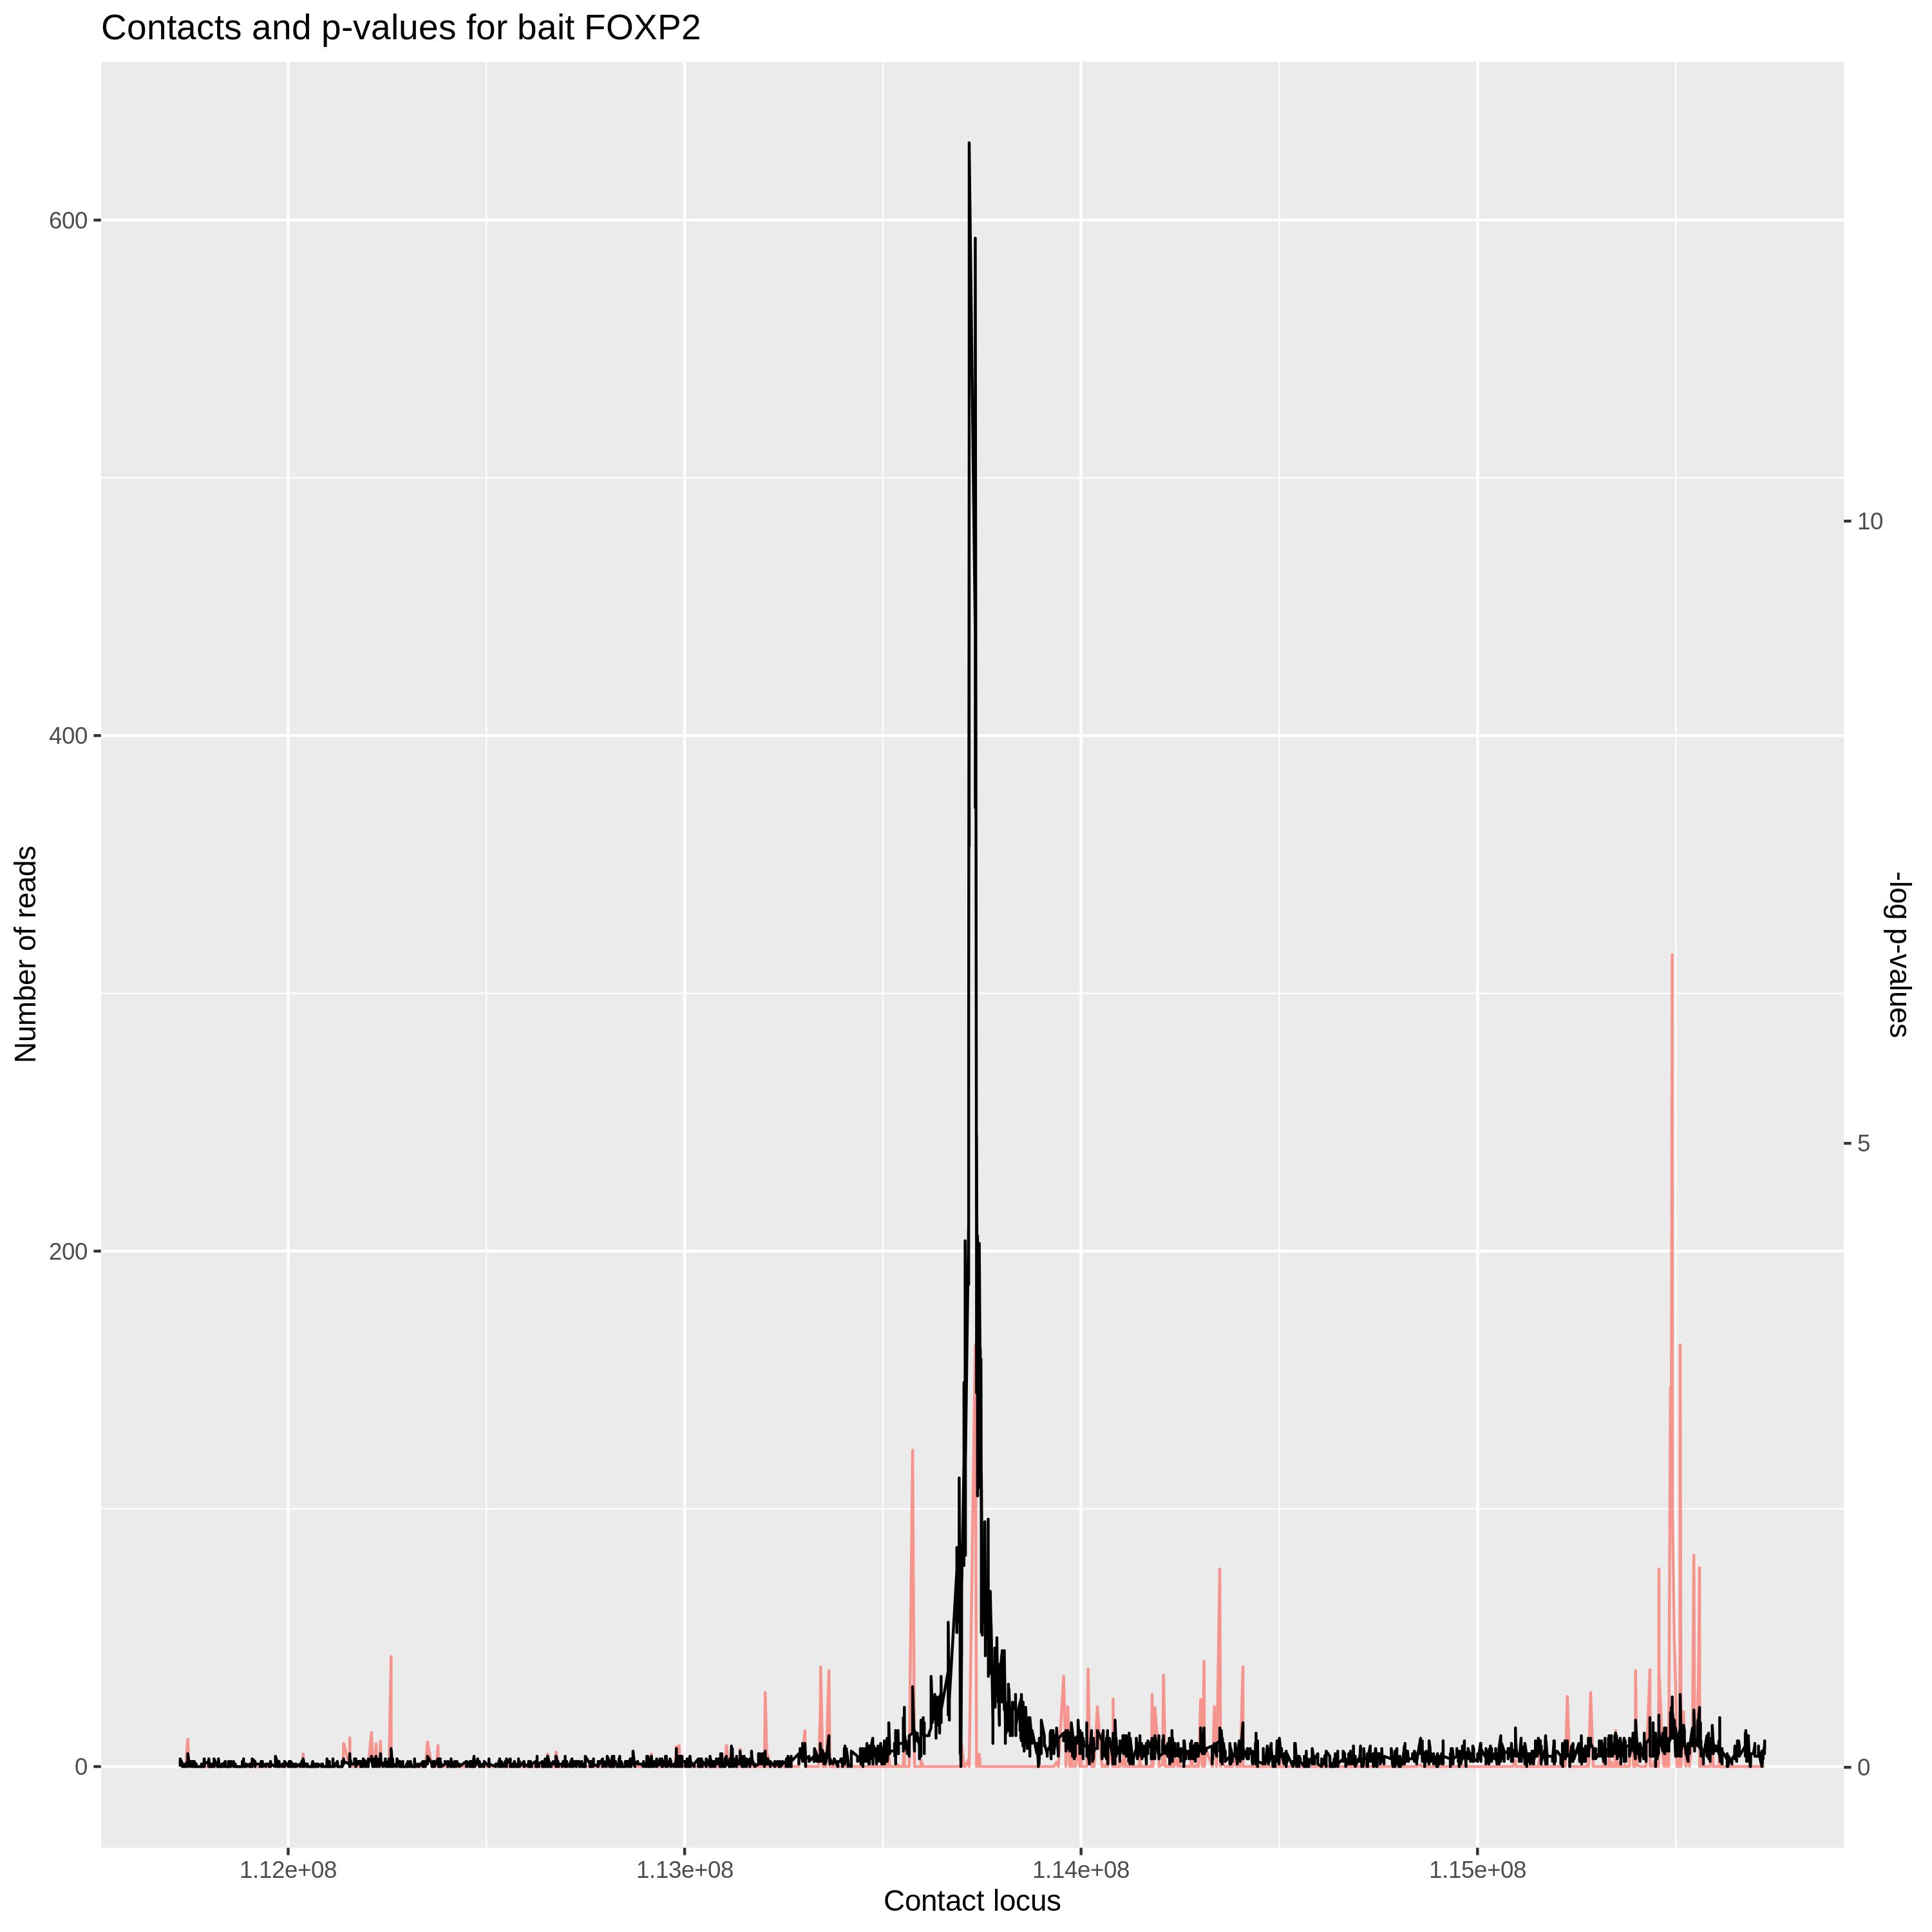 Contacts and p-values for bait FOXP2
600
400
200
0
Number of reads
10
5
0
-log p-values
1.12e+08
1.13e+08
1.14e+08
1.15e+08
Contact locus